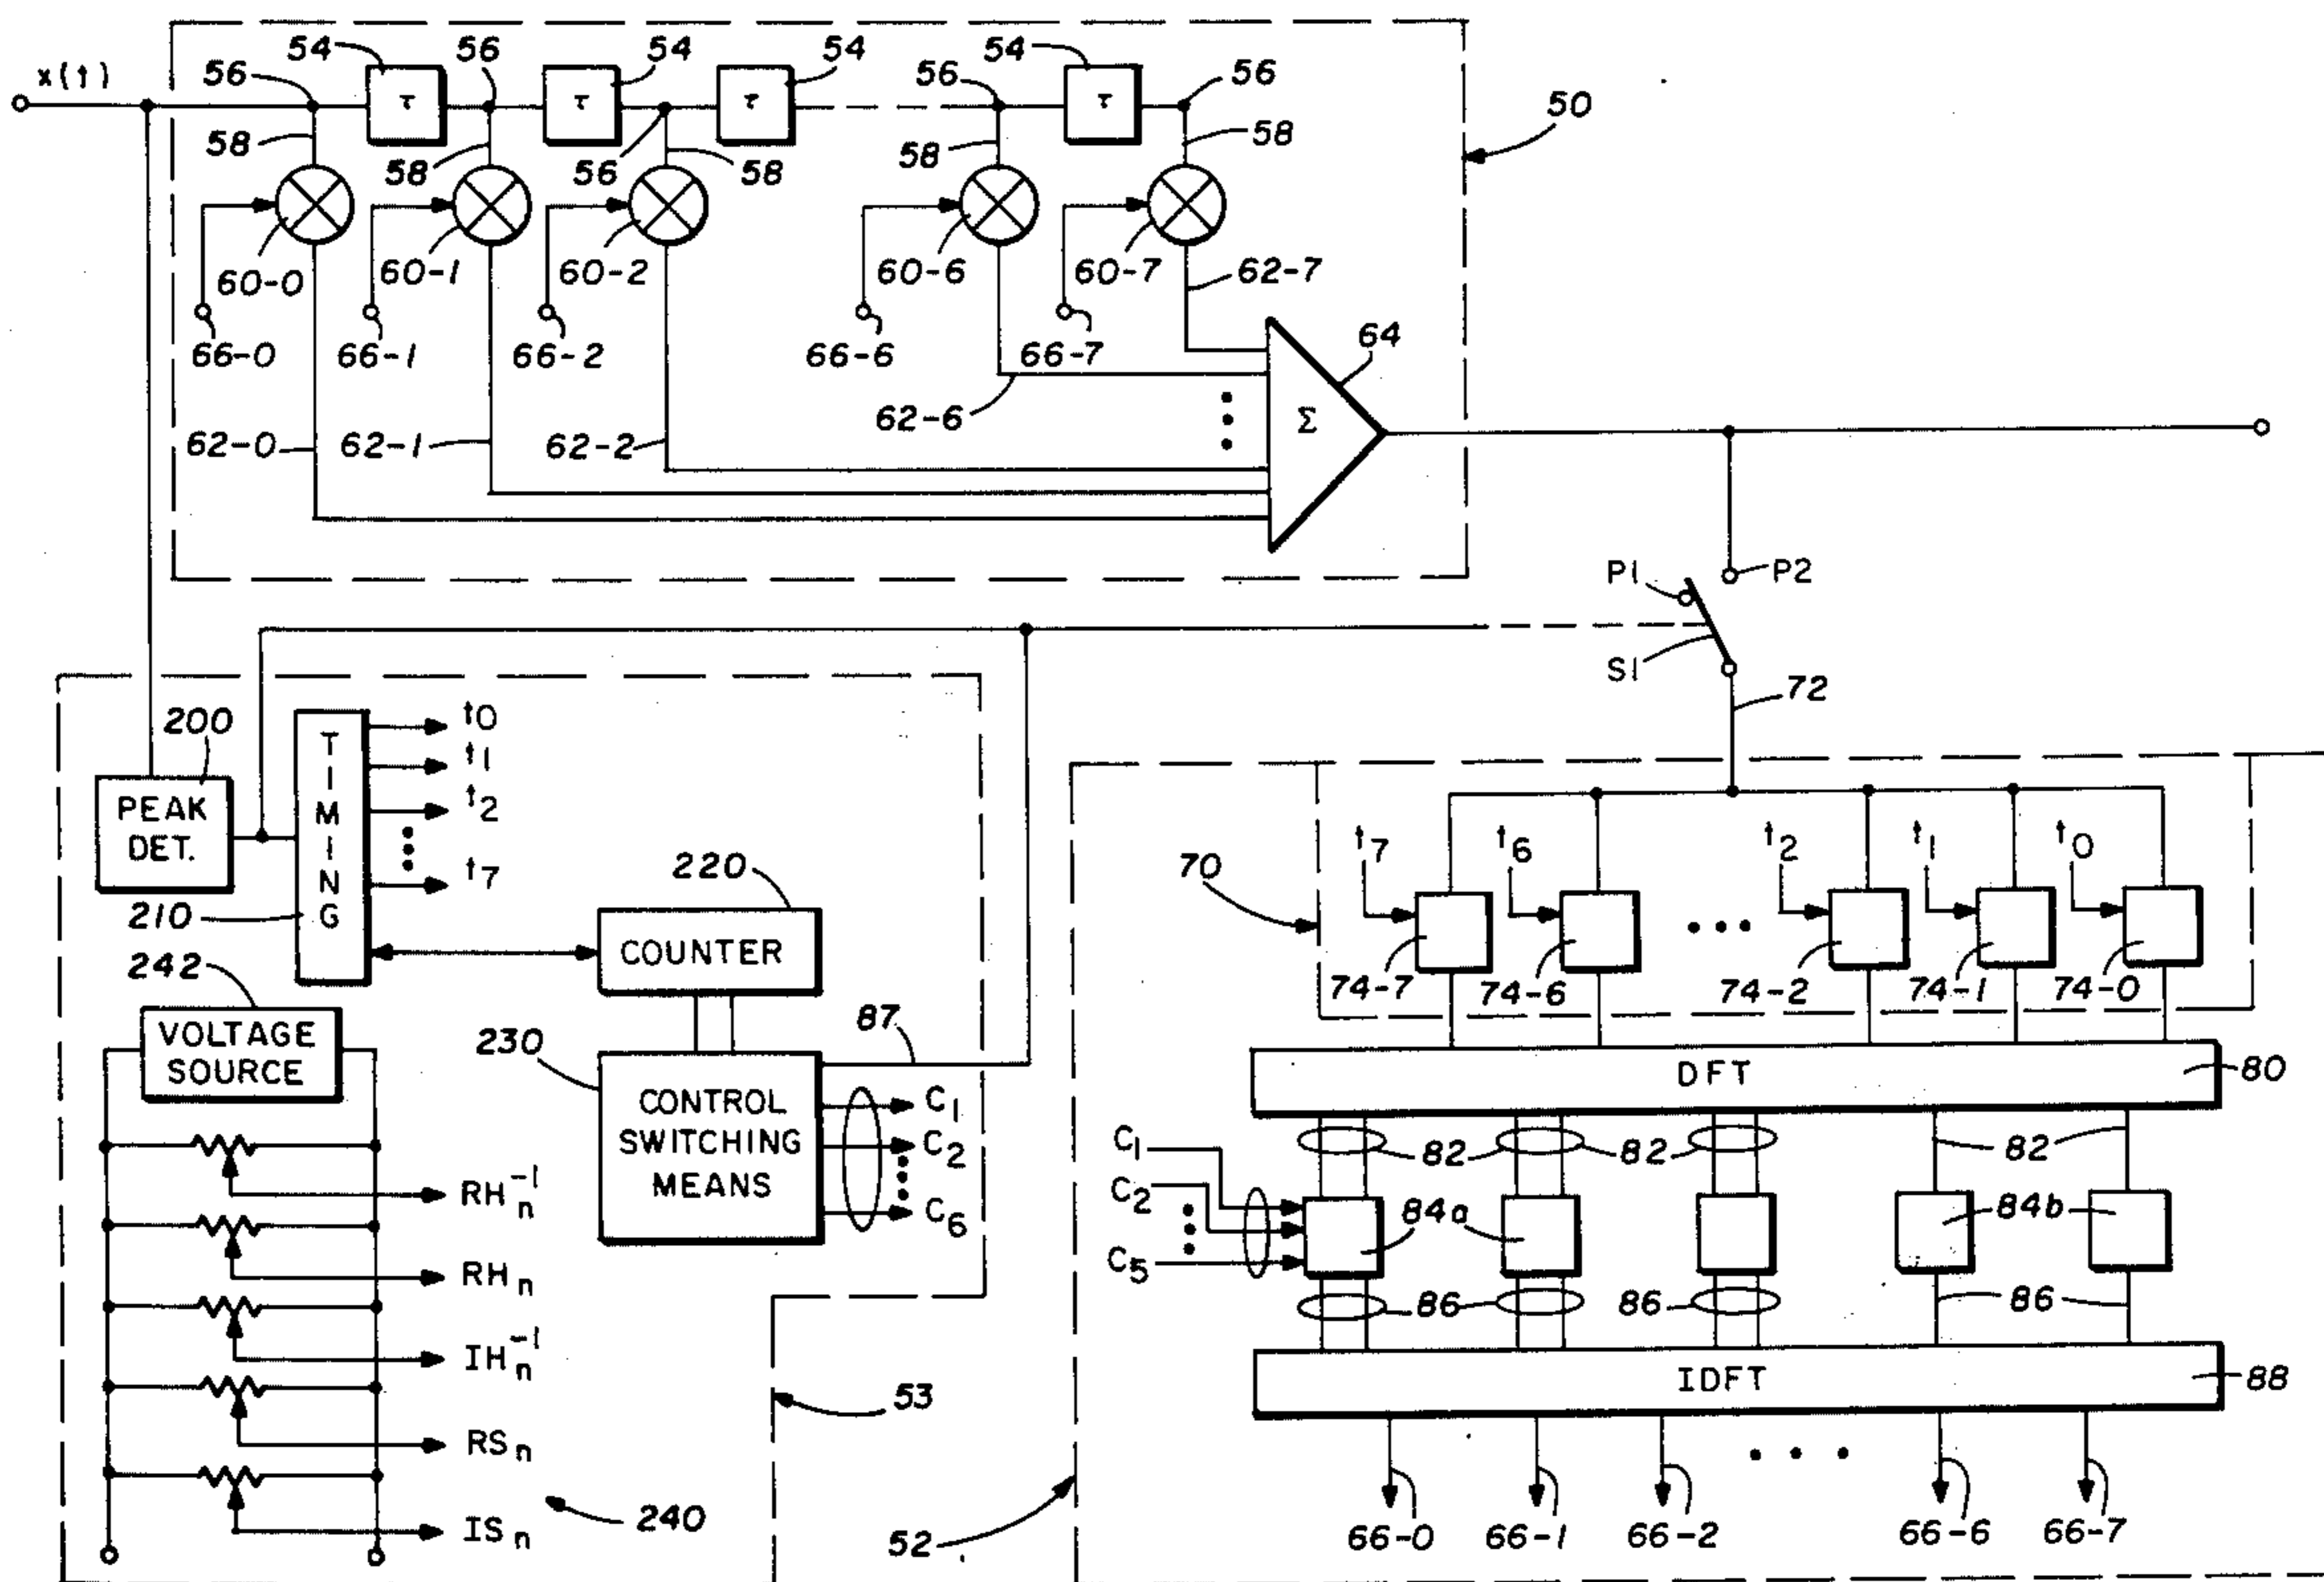 x(t)
54
56
54
54
54
56
56
56
50
τ
τ
τ
τ
58
58
56
58
58
58
60-0
60-1
60-2
60-6
60-7
62-7
66-0
66-1
66-2
66-6
66-7
64
62-0
62-1
62-2
62-6
Σ
P1
P2
S1
72
200
PEAK
DET.
TIMING
t0
t1
t2
t7
210
220
COUNTER
242
VOLTAGE
SOURCE
230
CONTROL
SWITCHING
MEANS
87
C1
C2
C6
RHn-1
RHn
IHn-1
RSn
ISn
240
53
70
t7
t6
t2
t1
t0
74-7
74-6
74-2
74-1
74-0
DFT
80
C1
C2
C5
82
82
82
84a
84b
86
86
86
IDFT
88
52
66-0
66-1
66-2
66-6
66-7